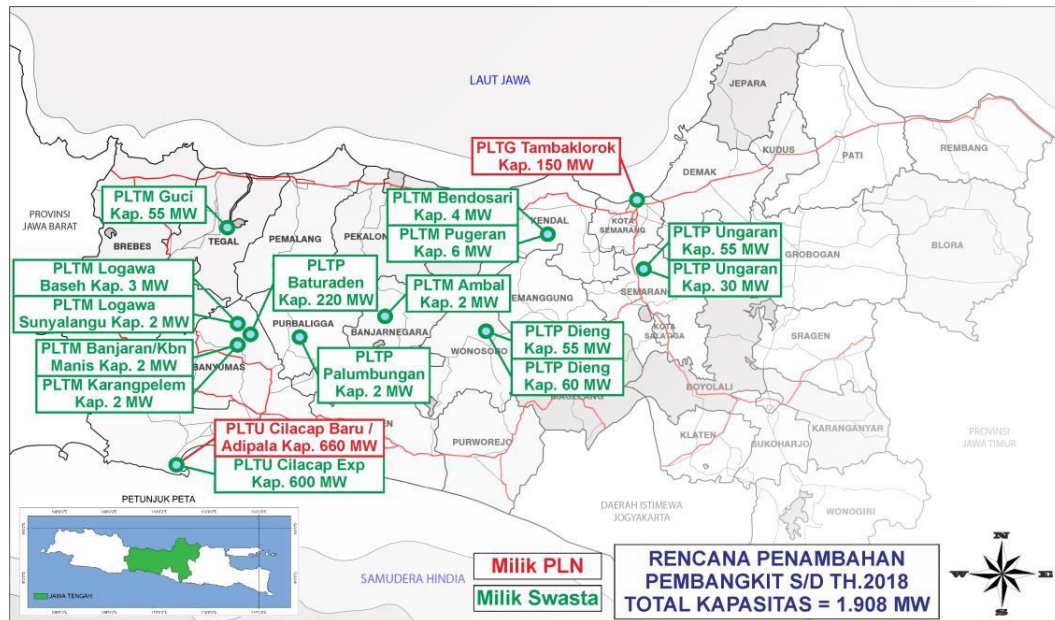 LAUT JAWA
JEPARA
KUDUS
PATI
REMBANG
PLTG Tambaklorok
Kap. 150 MW
DEMAK
PLTM Guci
Kap. 55 MW
PROVINSI
JAWA BARAT
BREBES
TEGAL
PEMALANG
PEKALON
PLTM Bendosari
Kap. 4 MW
PLTM Pugeran
Kap. 6 MW
KENDAL
KOTA
SEMARANG
PLTP Ungaran
Kap. 55 MW
PLTP Ungaran
Kap. 30 MW
GROBOGAN
BLORA
PLTM Logawa
Baseh Kap. 3 MW
PLTM Logawa
Sunyalangu Kap. 2 MW
PLTM Banjaran/Kbn
Manis Kap. 2 MW
PLTM Karangpelem
Kap. 2 MW
PLTP
Baturaden
Kap. 220 MW
PLTM Ambal
Kap. 2 MW
EMANGGUNG
SEMARANG
PURBALIGGA
BANJARNEGARA
WONOSOBO
PLTP Dieng
Kap. 55 MW
PLTP Dieng
Kap. 60 MW
KOTA
SALATIGA
SRAGEN
BANYUMAS
PLTP
Palumbungan
Kap. 2 MW
MAGELANG
BOYOLALI
PLTU Cilacap Baru /
Adipala Kap. 660 MW
PLTU Cilacap Exp
Kap. 600 MW
EN
PURWOREJO
KLATEN
SUKOHARJO
KARANGANYAR
PROVINSI
JAWA TIMUR
WONOGIRI
DAERAH ISTIMEWA
JOGYAKARTA
PETUNJUK PETA
JAWA TENGAH
SAMUDERA HINDIA
Milik PLN
Milik Swasta
RENCANA PENAMBAHAN
PEMBANGKIT S/D TH.2018
TOTAL KAPASITAS = 1.908 MW
N
W
E
S